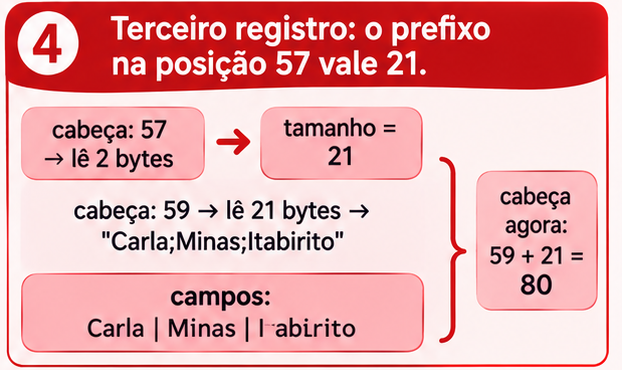 4
Terceiro registro: o prefixo
na posição 57 vale 21.
cabeça: 57
→ lê 2 bytes
→
tamanho =
21
cabeça: 59 → lê 21 bytes →
"Carla;Minas;Itabirito"
campos:
Carla | Minas |
cabeça
agora:
59 + 21 =
80